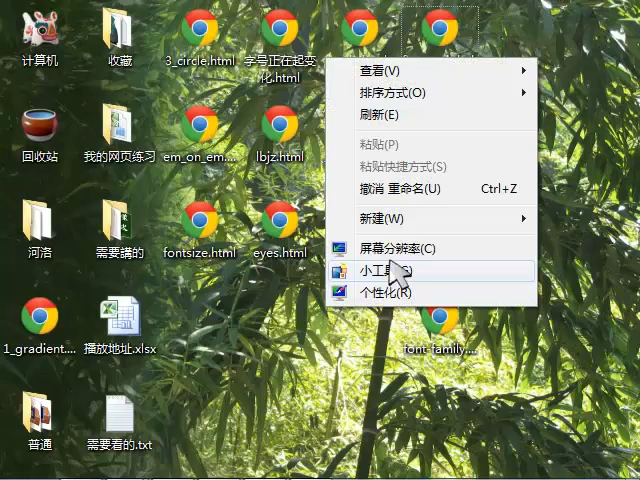 计算机
收藏
3_circle.html
字号正在起变
化.html
回收站
我的网页练习
em_on_em....
lbjz.html
河洛
需要講的
fontsize.html
eyes.html
1_gradient....
播放地址.xlsx
font-family....
普通
需要看的.txt
查看(V)
排序方式(O)
刷新(E)
粘贴(P)
粘贴快捷方式(S)
撤消 重命名(U) Ctrl+Z
新建(W)
屏幕分辨率(C)
小工具(G)
个性化(R)